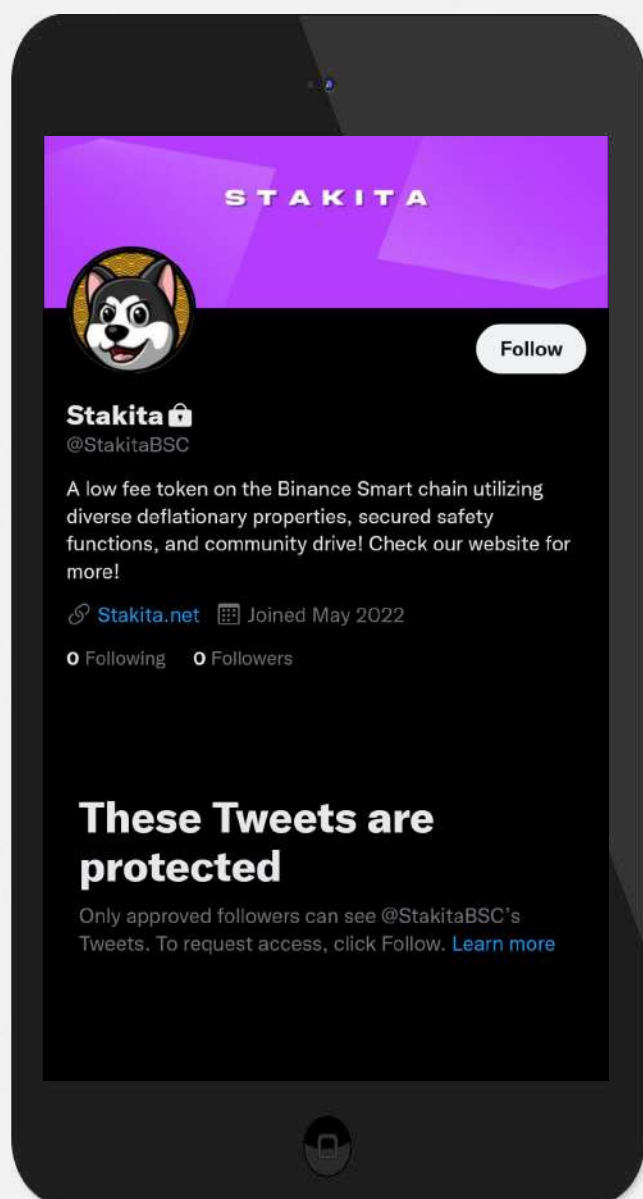 STAKITA
Follow
Stakita
@StakitaBSC
A low fee token on the Binance Smart chain utilizing
diverse deflationary properties, secured safety
functions, and community drive! Check our website for
more!
Stakita.net Joined May 2022
0 Following 0 Followers
These Tweets are
protected
Only approved followers can see @StakitaBSC’s
Tweets. To request access, click Follow. Learn more